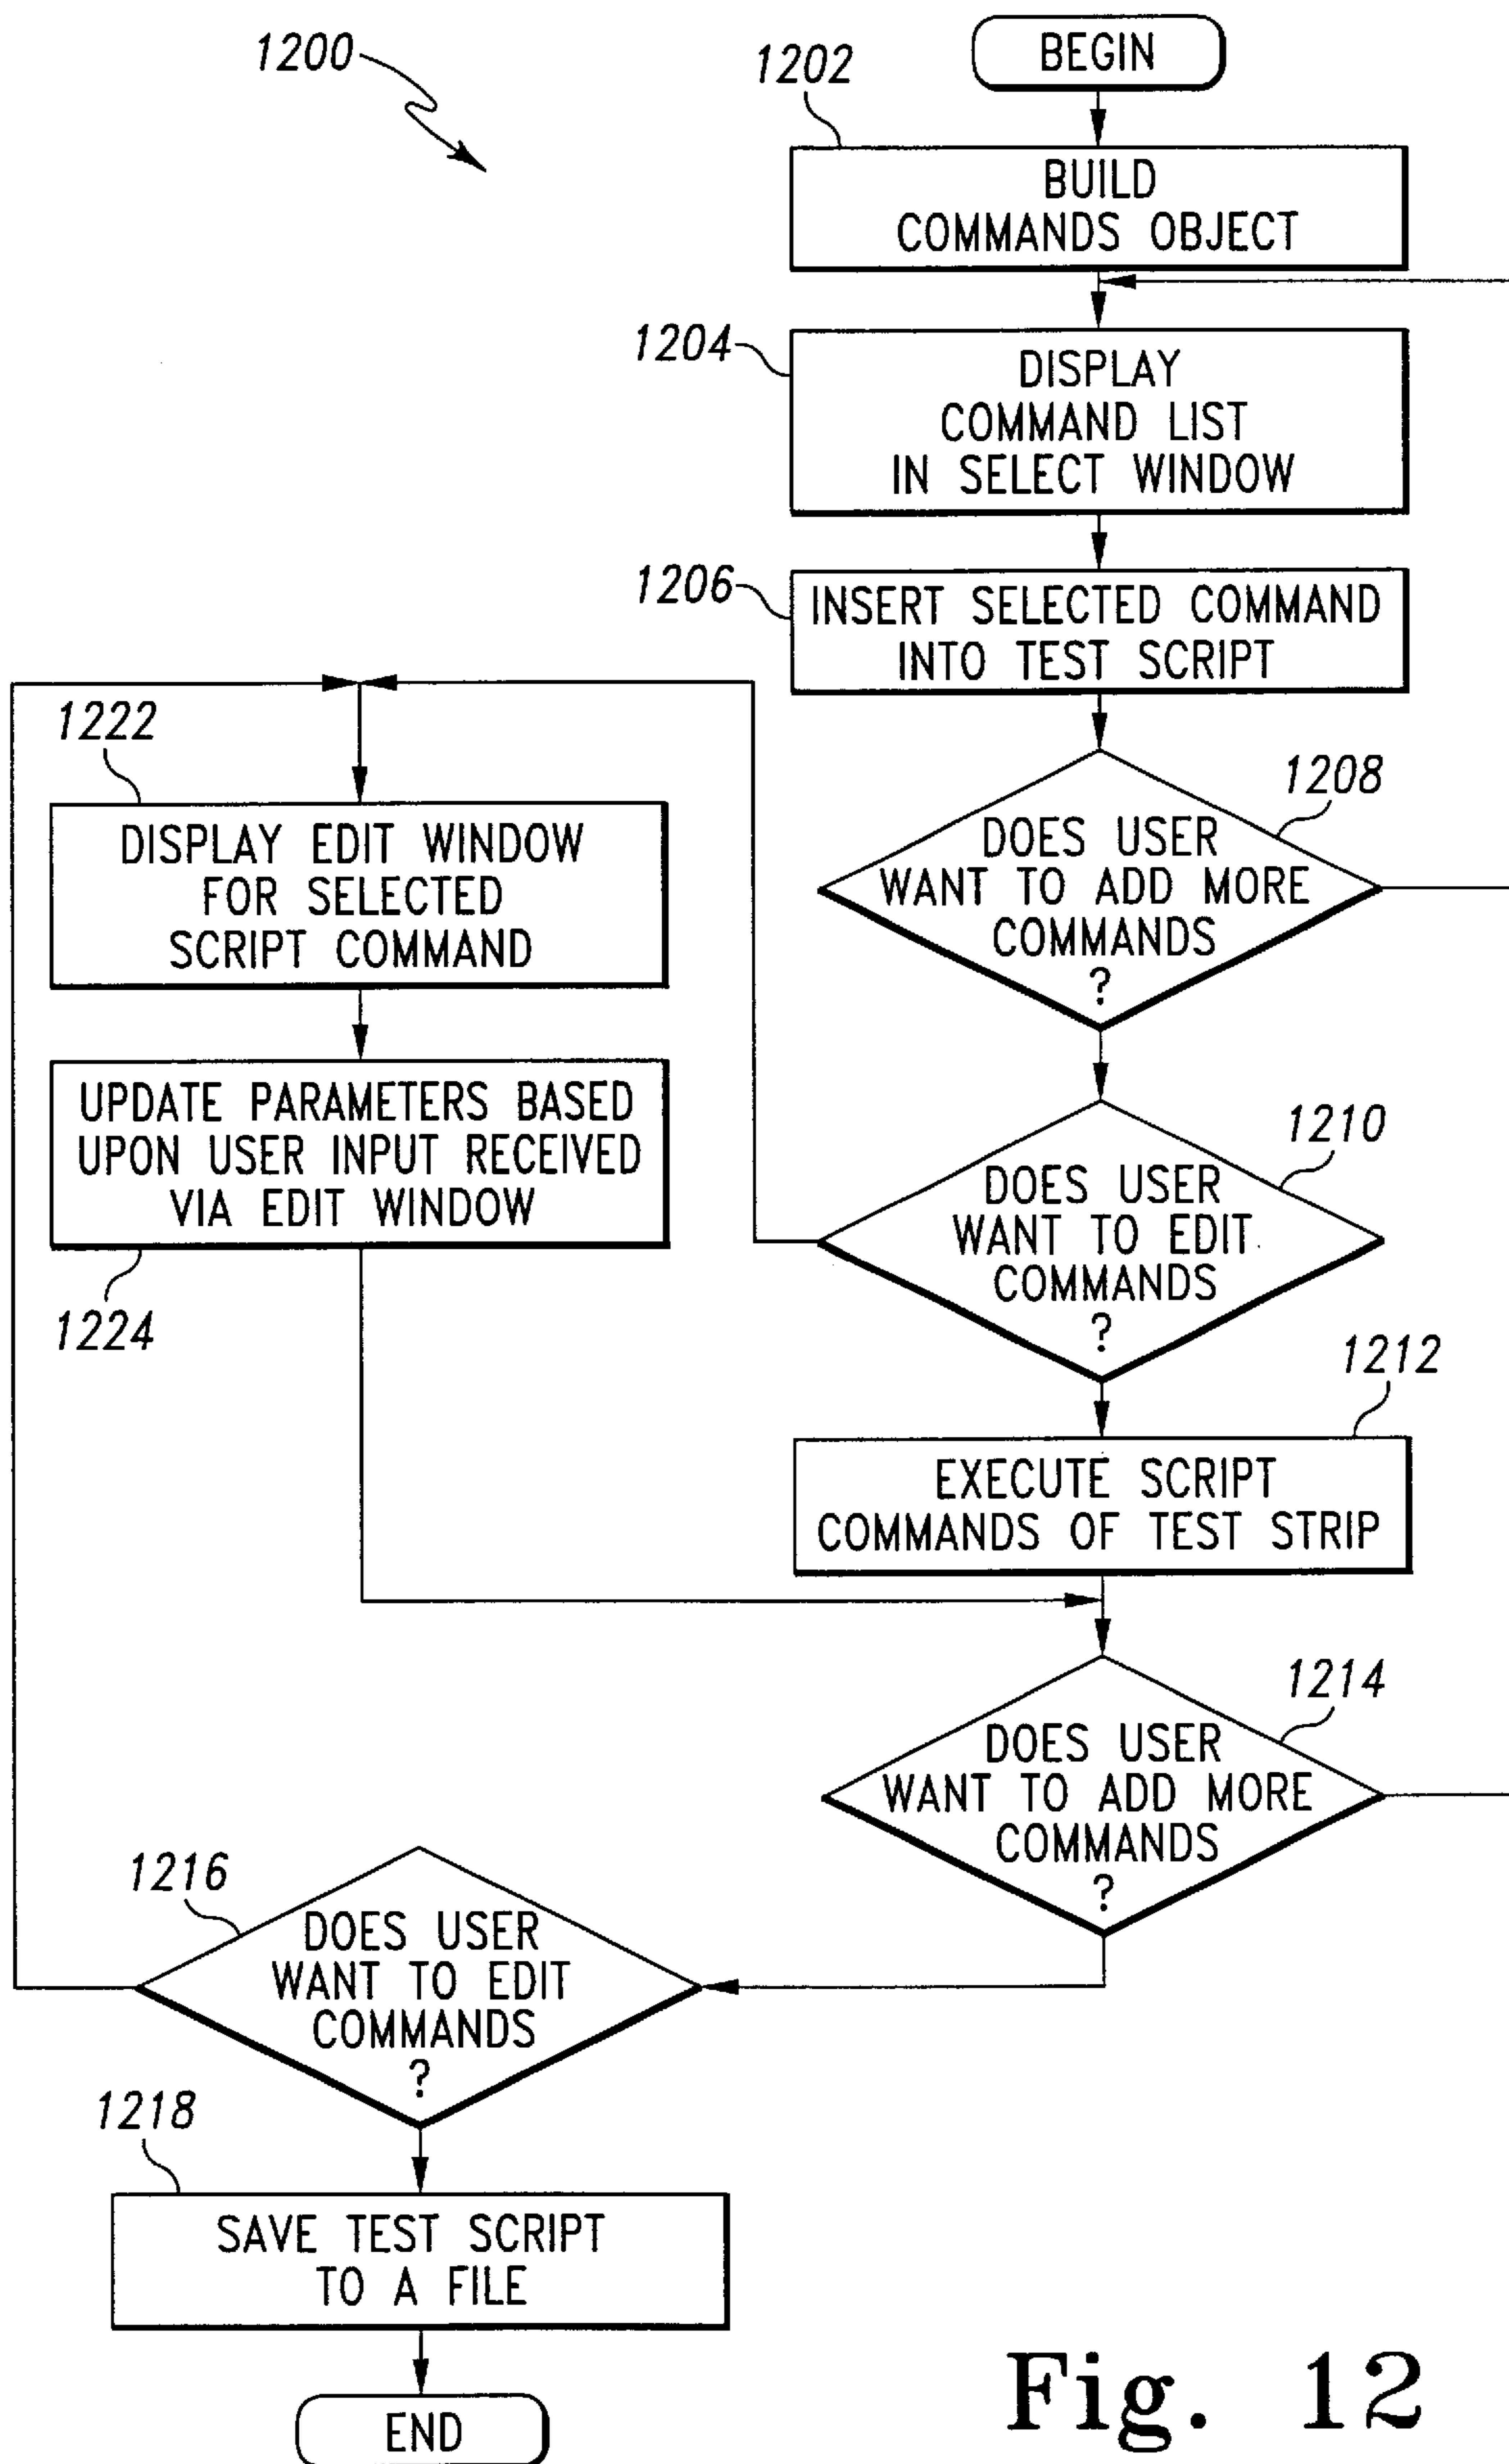 1200
BEGIN
1202
BUILD
COMMANDS OBJECT
1204
DISPLAY
COMMAND LIST
IN SELECT WINDOW
1206
INSERT SELECTED COMMAND
INTO TEST SCRIPT
1208
DOES USER
WANT TO ADD MORE
COMMANDS
?
1210
DOES USER
WANT TO EDIT
COMMANDS
?
1222
DISPLAY EDIT WINDOW
FOR SELECTED
SCRIPT COMMAND
UPDATE PARAMETERS BASED
UPON USER INPUT RECEIVED
VIA EDIT WINDOW
1224
1212
EXECUTE SCRIPT
COMMANDS OF TEST STRIP
1214
DOES USER
WANT TO ADD MORE
COMMANDS
?
1216
DOES USER
WANT TO EDIT
COMMANDS
?
1218
SAVE TEST SCRIPT
TO A FILE
END
Fig. 12